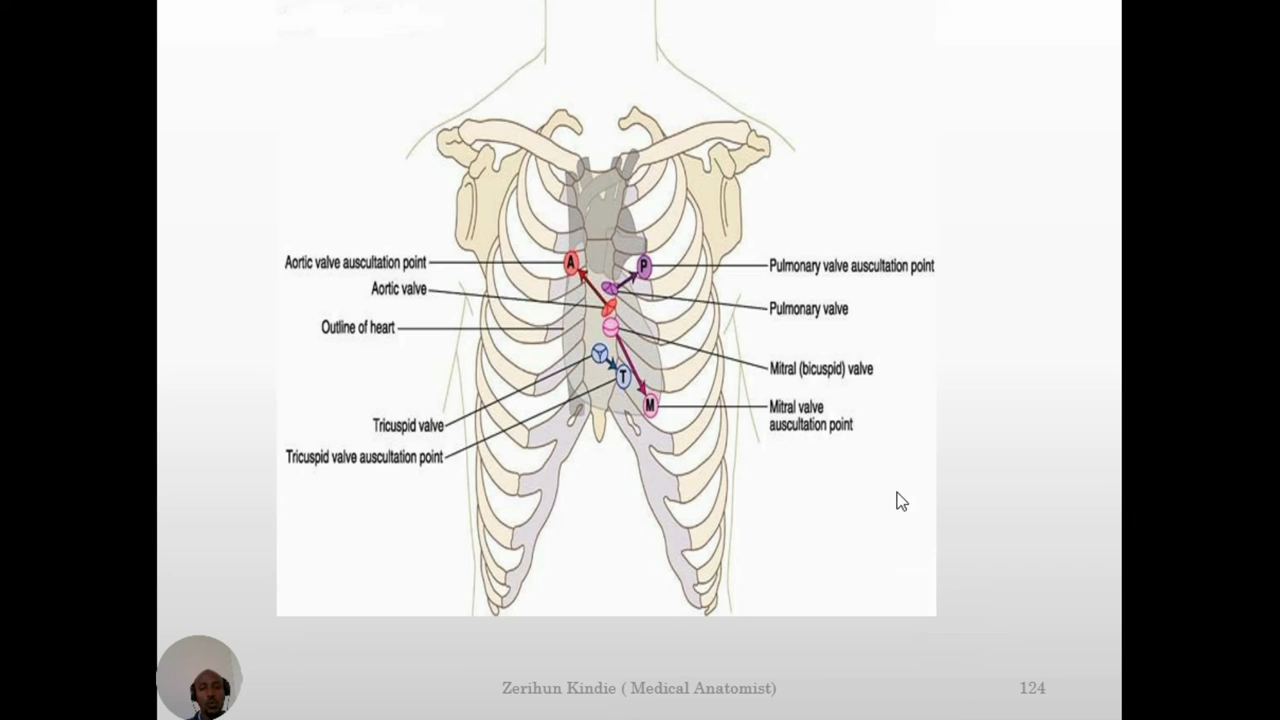 Aortic valve auscultation point
Aortic valve
Outline of heart
Tricuspid valve
Tricuspid valve auscultation point
A
P
T
M
Pulmonary valve auscultation point
Pulmonary valve
Mitral (bicuspid) valve
Mitral valve
auscultation point
Zerihun Kindie ( Medical Anatomist)
124